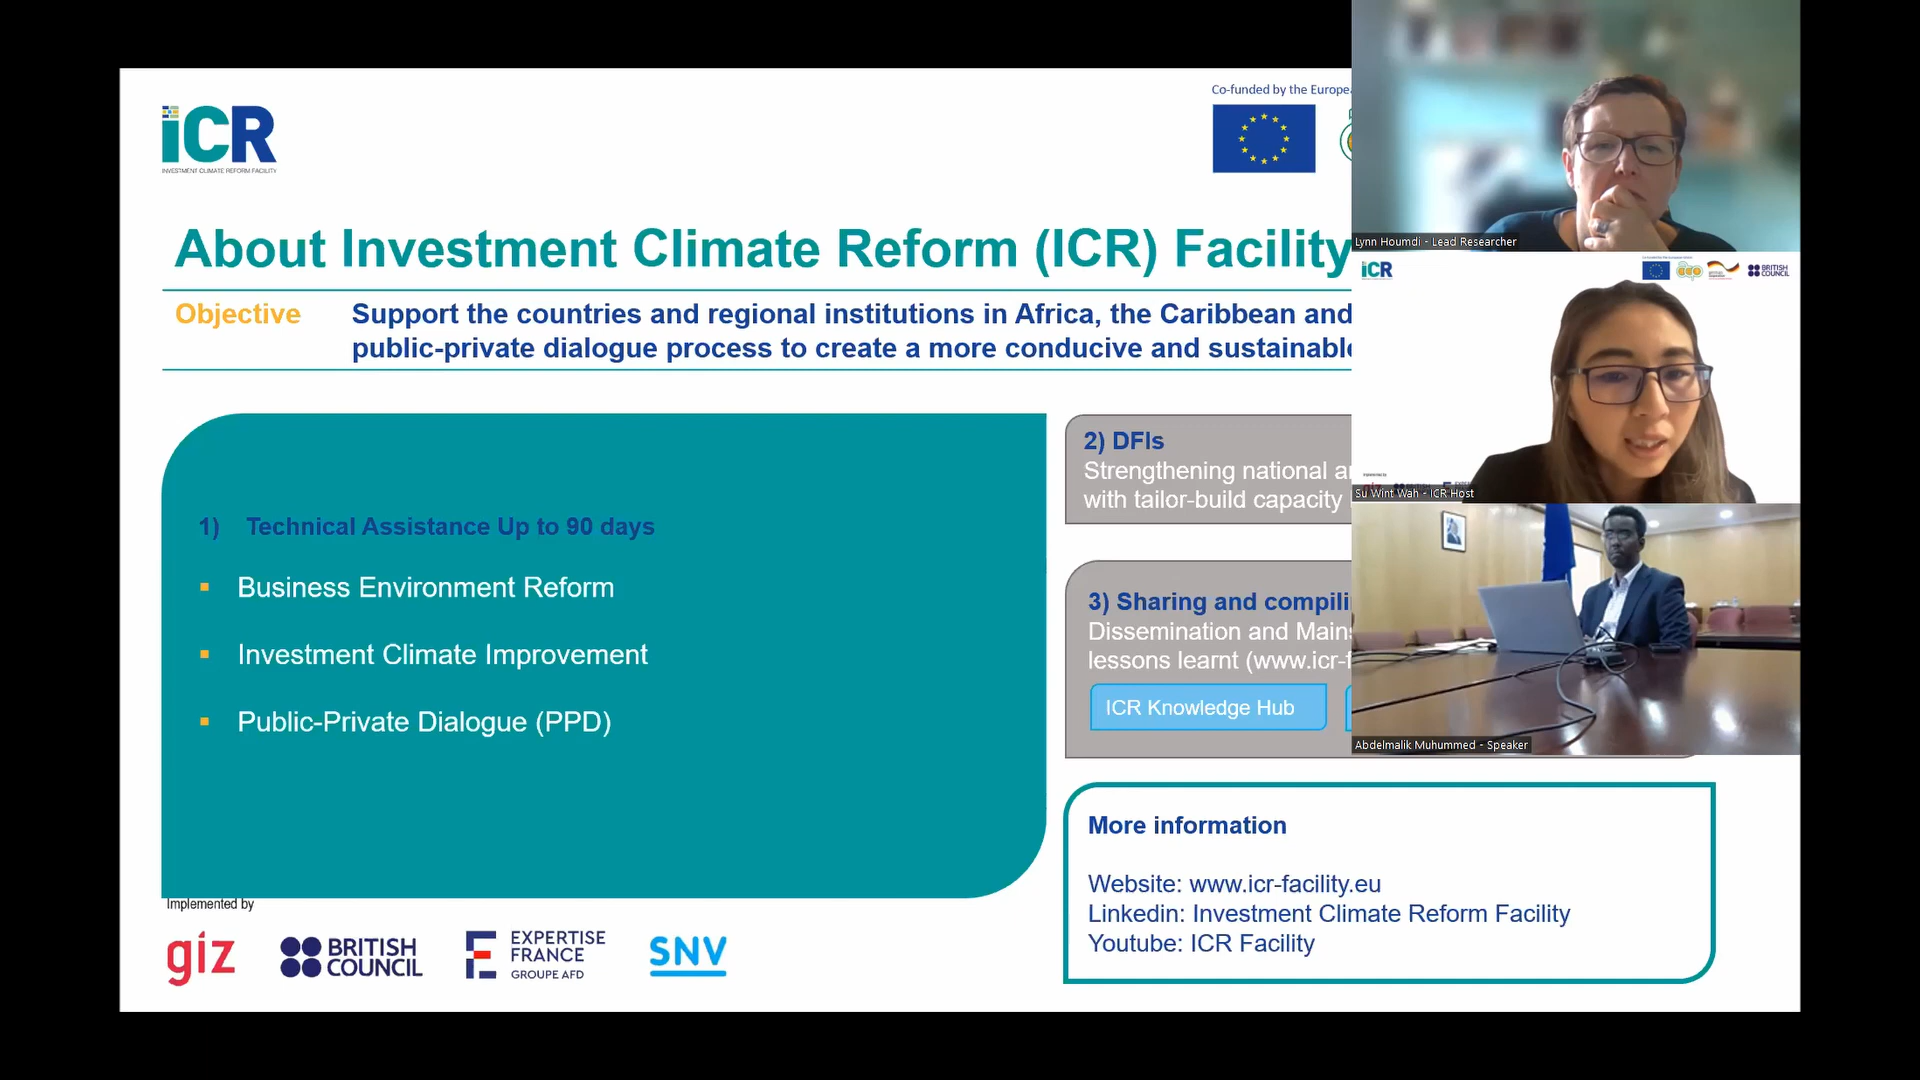 iCR
INVESTMENT CLIMATE REFORM FACILITY
Co-funded by the Europe
About Investment Climate Reform (ICR) Facility
Objective
Support the countries and regional institutions in Africa, the Caribbean and
public-private dialogue process to create a more conducive and sustainable
1) Technical Assistance Up to 90 days
Business Environment Reform
Investment Climate Improvement
Public-Private Dialogue (PPD)
2) DFIs
Strengthening national
with tailor-build capacity
3) Sharing and compili
Dissemination and Main
lessons learnt (www.icr-f
ICR Knowledge Hub
More information
Website: www.icr-facility.eu
Linkedin: Investment Climate Reform Facility
Youtube: ICR Facility
Implemented by
giz
BRITISH
COUNCIL
EXPERTISE
FRANCE
GROUPE AFD
SNV
Lynn Houmdi - Lead Researcher
iCR
BRITISH
COUNCIL
Su Wint Wah - ICR Host
Abdelmalik Muhummed - Speaker